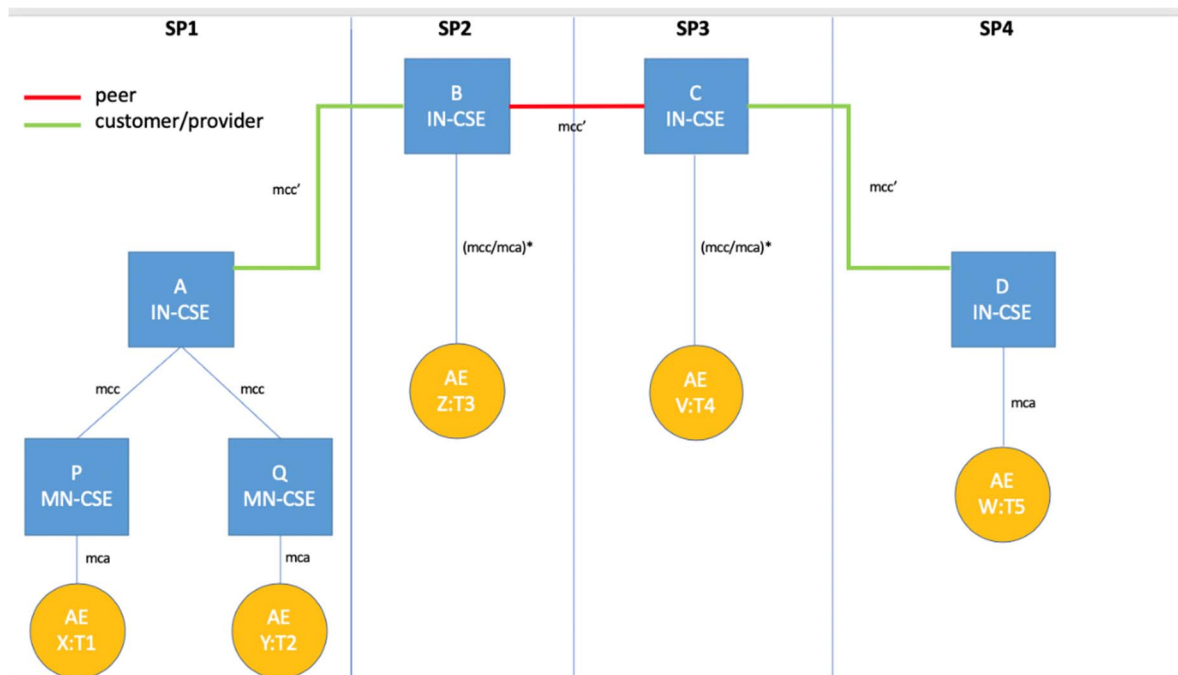 SP1
SP2
SP3
SP4
peer
customer/provider
B
IN-CSE
C
IN-CSE
mcc'
mcc'
mcc'
(mcc/mca)*
(mcc/mca)*
A
IN-CSE
D
IN-CSE
mcc
mcc
AE
Z:T3
AE
V:T4
mca
P
MN-CSE
Q
MN-CSE
AE
W:T5
mca
mca
AE
X:T1
AE
Y:T2